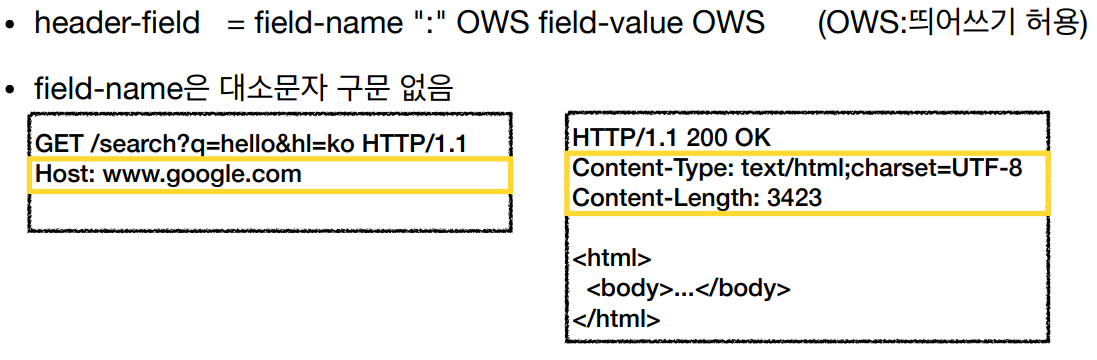 • header-field = field-name ":" OWS field-value OWS (OWS:띄어쓰기 허용)
• field-name은 대소문자 구문 없음
GET /search?q=hello&hl=ko HTTP/1.1
Host: www.google.com
HTTP/1.1 200 OK
Content-Type: text/html;charset=UTF-8
Content-Length: 3423
<html>
<body>...</body>
</html>